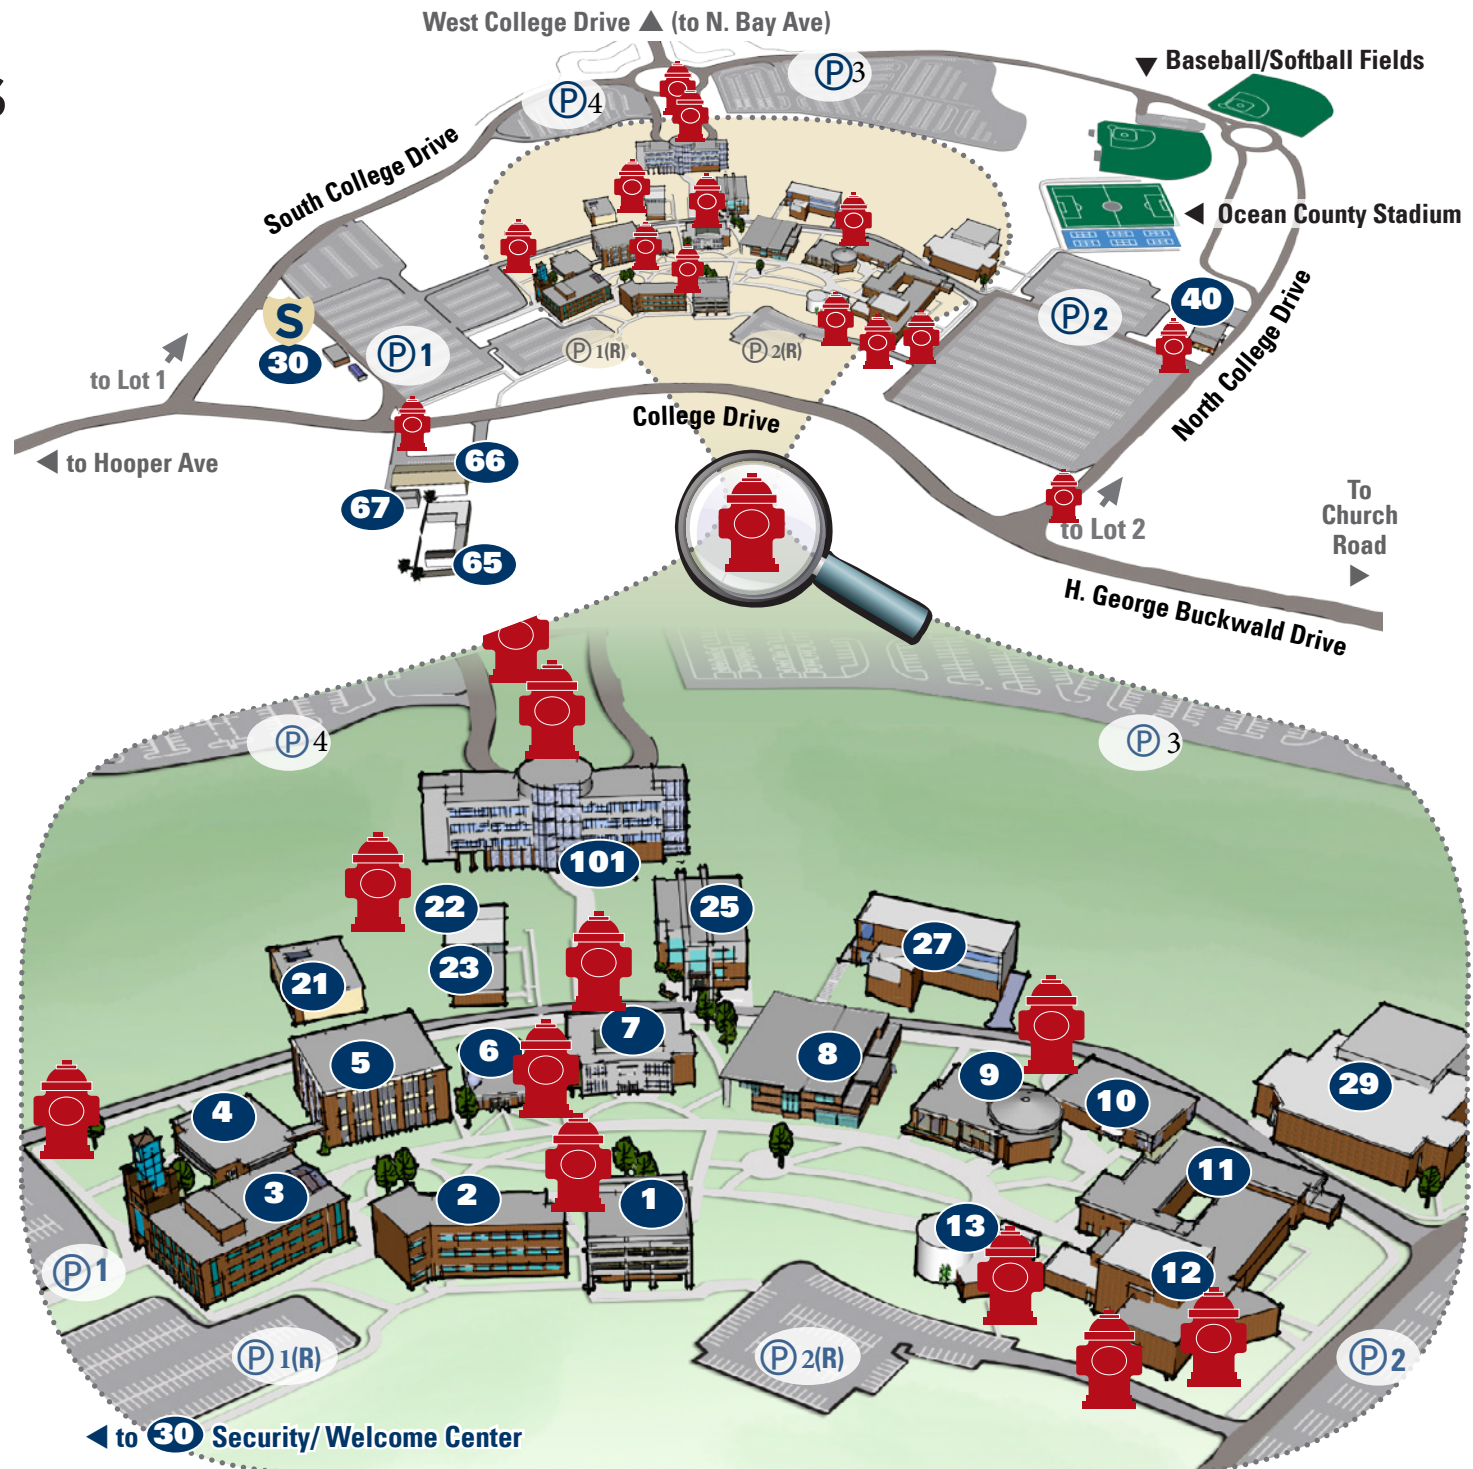 West College Drive ▲ (to N. Bay Ave)
S
▼ Baseball/Softball Fields
P3
P4
South College Drive
◀ Ocean County Stadium
40
P2
S
30
P1
P1(R)
P2(R)
North College Drive
to Lot 1
College Drive
◀ to Hooper Ave
66
67
65
to Lot 2
To
Church
Road
▶
H. George Buckwald Drive
P4
P3
101
22
25
27
23
21
7
6
5
8
9
29
10
4
11
3
2
1
13
12
P1
P1(R)
P2(R)
P2
◀ to 30 Security/ Welcome Center